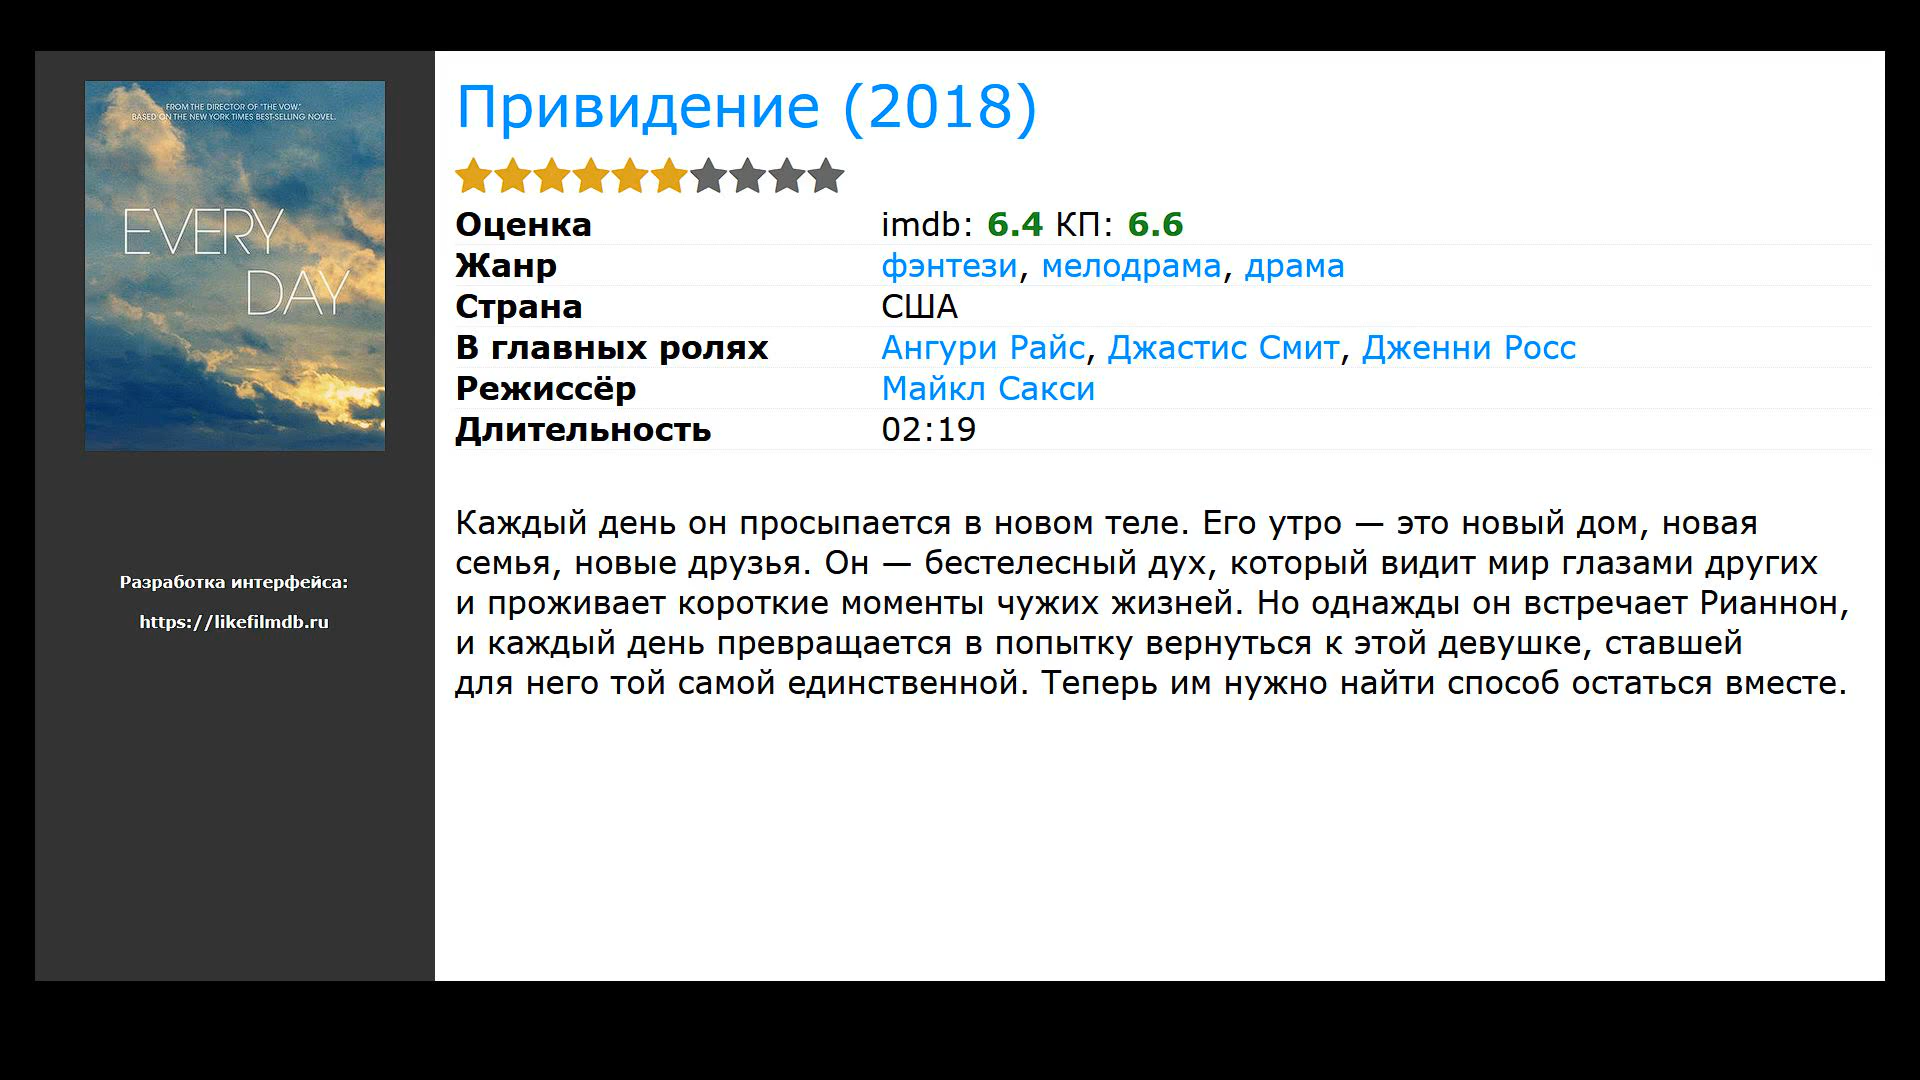 FROM THE DIRECTOR OF "THE VOW."
BASED ON THE NEW YORK TIMES BEST-SELLING NOVEL.
EVERY
DAY
Разработка интерфейса:
https://likefilmdb.ru
Привидение (2018)
Оценка imdb: 6.4 КП: 6.6
Жанр фэнтези, мелодрама, драма
Страна США
В главных ролях Ангури Райс, Джастис Смит, Дженни Росс
Режиссёр Майкл Сакси
Длительность 02:19
Каждый день он просыпается в новом теле. Его утро — это новый дом, новая
семья, новые друзья. Он — бестелесный дух, который видит мир глазами других
и проживает короткие моменты чужих жизней. Но однажды он встречает Рианнон,
и каждый день превращается в попытку вернуться к этой девушке, ставшей
для него той самой единственной. Теперь им нужно найти способ остаться вместе.